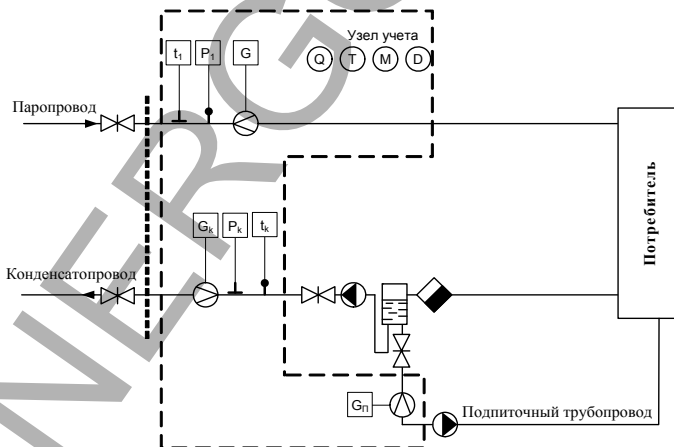 Узел учета
t₁ P₁ G
Q T M D
Паропровод
Потребитель
Gₖ Pₖ tₖ
Конденсатопровод
Gп
Подпиточный трубопровод